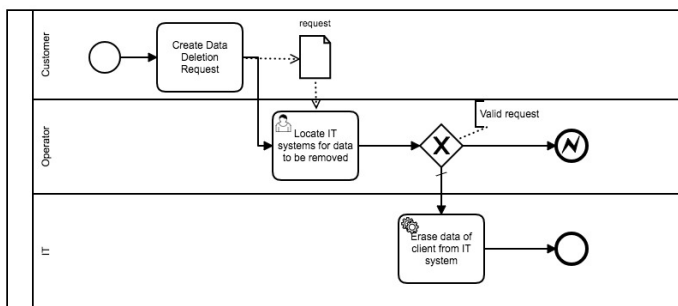 request
Customer
Create Data
Deletion
Request
Operator
Valid request
Locate IT
systems for data
to be removed
X
IT
Erase data of
client from IT
system